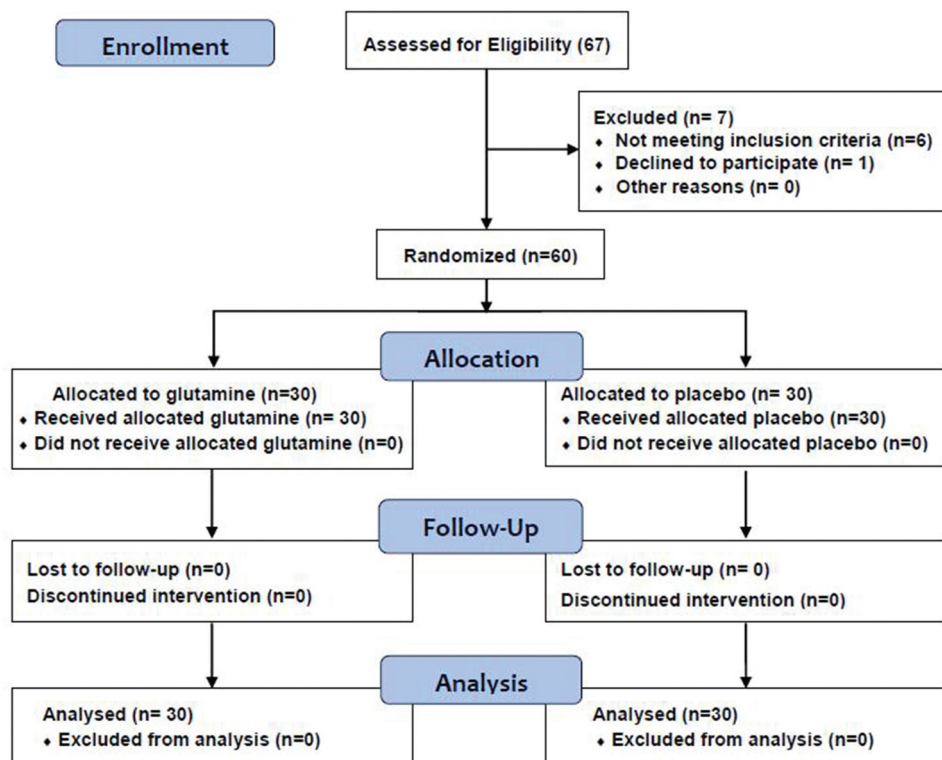 Enrollment
Assessed for Eligibility (67)
Excluded (n= 7)
⬧ Not meeting inclusion criteria (n=6)
⬧ Declined to participate (n= 1)
⬧ Other reasons (n= 0)
Randomized (n=60)
Allocation
Allocated to glutamine (n=30)
⬧ Received allocated glutamine (n= 30)
⬧ Did not receive allocated glutamine (n=0)
Allocated to placebo (n= 30)
⬧ Received allocated placebo (n=30)
⬧ Did not receive allocated placebo (n=0)
Follow-Up
Lost to follow-up (n=0)
Discontinued intervention (n=0)
Lost to follow-up (n= 0)
Discontinued intervention (n=0)
Analysis
Analysed (n= 30)
⬧ Excluded from analysis (n=0)
Analysed (n=30)
⬧ Excluded from analysis (n=0)